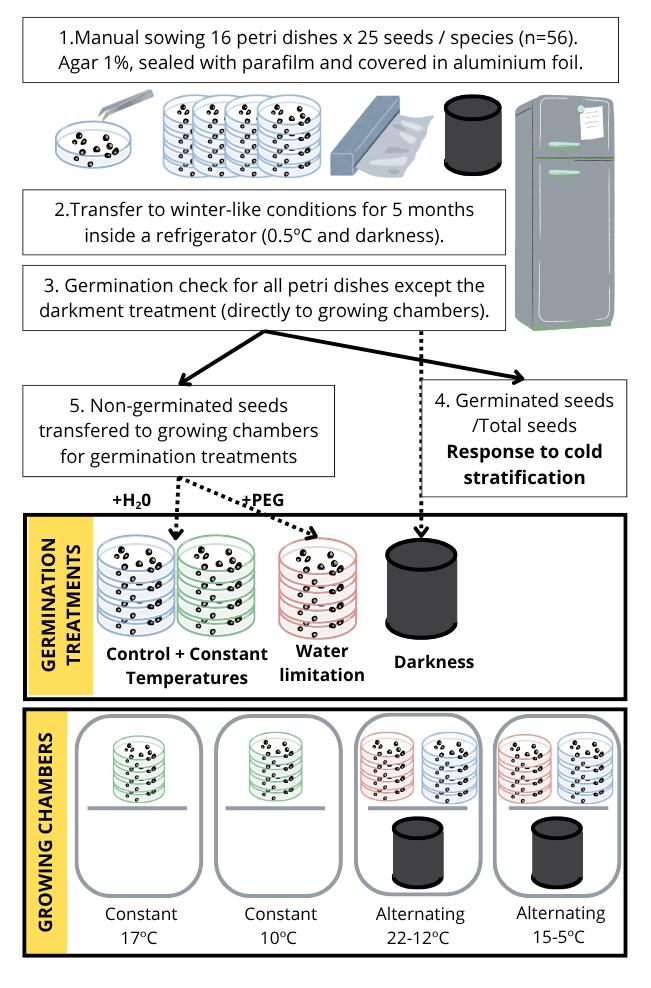 1.Manual sowing 16 petri dishes x 25 seeds / species (n=56).
Agar 1%, sealed with parafilm and covered in aluminium foil.
2.Transfer to winter-like conditions for 5 months
inside a refrigerator (0.5ºC and darkness).
3. Germination check for all petri dishes except the
darkment treatment (directly to growing chambers).
4. Germinated seeds
/Total seeds
Response to cold
stratification
5. Non-germinated seeds
transfered to growing chambers
for germination treatments
+H₂0
+PEG
GERMINATION
TREATMENTS
Control + Constant
Temperatures
Water
limitation
Darkness
GROWING CHAMBERS
Constant
17ºC
Constant
10ºC
Alternating
22-12ºC
Alternating
15-5ºC